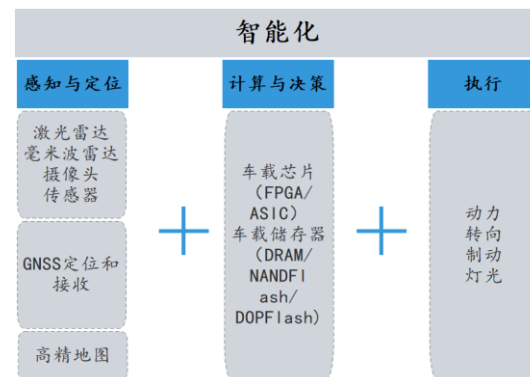 智能化
感知与定位
激光雷达
毫米波雷达
摄像头
传感器
GNSS定位和
接收
高精地图
计算与决策
车载芯片
（FPGA/
ASIC）
车载储存器
（DRAM/
NANDFl
ash/
DOPFlash）
执行
动力
转向
制动
灯光